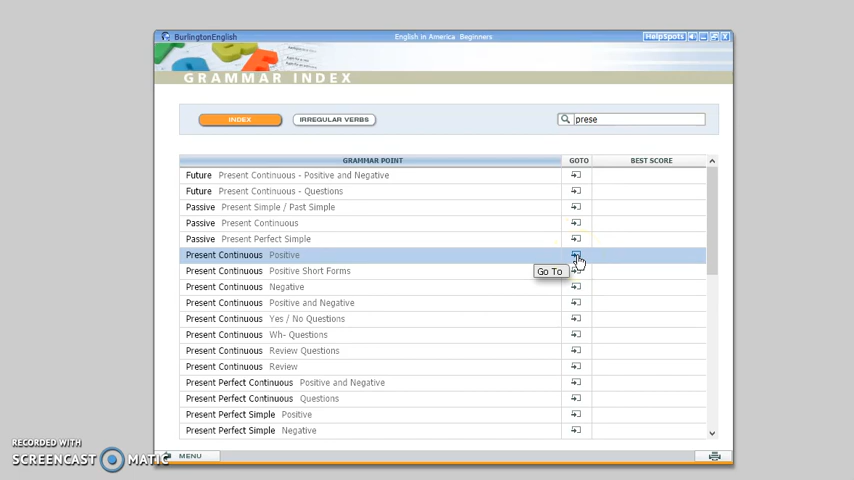 BurlingtonEnglish
English in America Beginners
HelpSpots
GRAMMAR INDEX
INDEX
IRREGULAR VERBS
prese
GRAMMAR POINT GOTO BEST SCORE
Future Present Continuous - Positive and Negative
Future Present Continuous - Questions
Passive Present Simple / Past Simple
Passive Present Continuous
Passive Present Perfect Simple
Present Continuous Positive
Go To
Present Continuous Positive Short Forms
Present Continuous Negative
Present Continuous Positive and Negative
Present Continuous Yes / No Questions
Present Continuous Wh- Questions
Present Continuous Review Questions
Present Continuous Review
Present Perfect Continuous Positive and Negative
Present Perfect Continuous Questions
Present Perfect Simple Positive
Present Perfect Simple Negative
RECORDED WITH
SCREENCAST MATIC
MENU